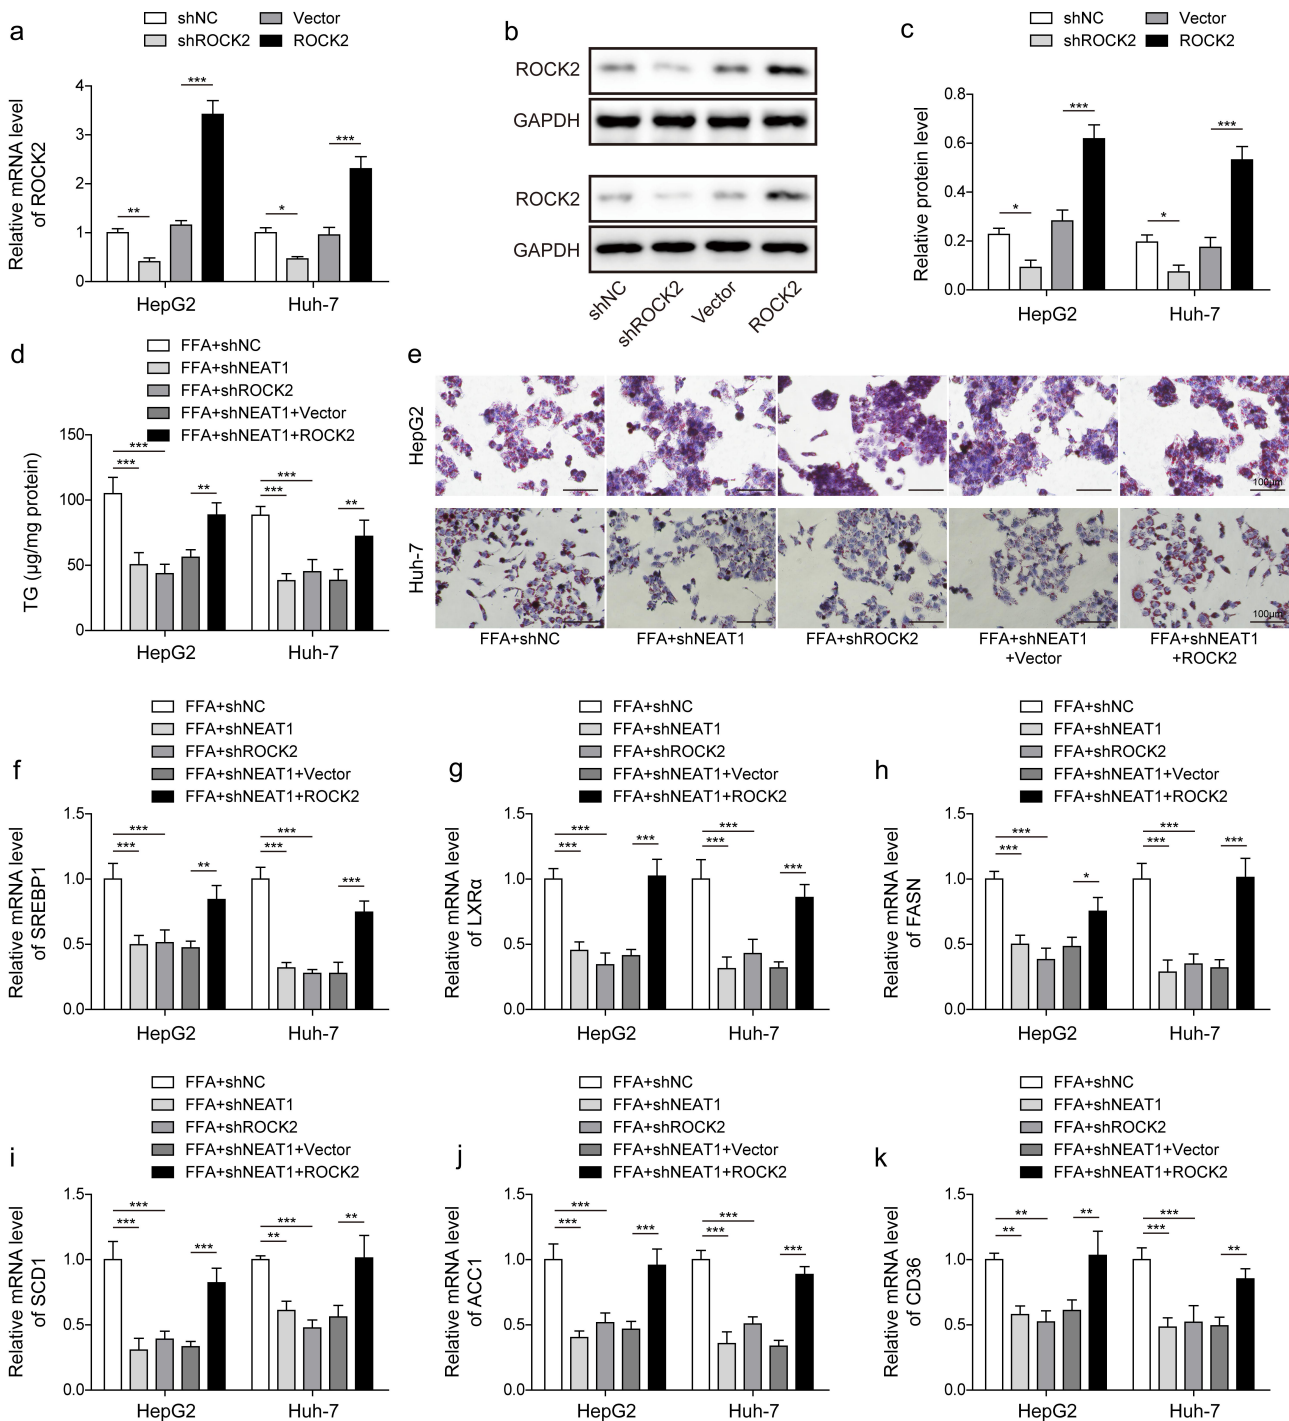 a
shNC
Vector
shROCK2
ROCK2
Relative mRNA level
of ROCK2
4
3
2
1
0
***
***
**
*
HepG2
Huh-7
b
ROCK2
GAPDH
ROCK2
GAPDH
shNC
shROCK2
Vector
ROCK2
c
shNC
Vector
shROCK2
ROCK2
Relative protein level
0.8
0.6
0.4
0.2
0.0
***
***
*
*
HepG2
Huh-7
d
FFA+shNC
FFA+shNEAT1
FFA+shROCK2
FFA+shNEAT1+Vector
FFA+shNEAT1+ROCK2
TG (μg/mg protein)
150
100
50
0
***
***
**
***
***
**
HepG2
Huh-7
e
HepG2
100μm
Huh-7
100μm
FFA+shNC
FFA+shNEAT1
FFA+shROCK2
FFA+shNEAT1
+Vector
FFA+shNEAT1
+ROCK2
f
FFA+shNC
FFA+shNEAT1
FFA+shROCK2
FFA+shNEAT1+Vector
FFA+shNEAT1+ROCK2
Relative mRNA level
of SREBP1
1.5
1.0
0.5
0.0
***
***
**
***
***
***
HepG2
Huh-7
g
FFA+shNC
FFA+shNEAT1
FFA+shROCK2
FFA+shNEAT1+Vector
FFA+shNEAT1+ROCK2
Relative mRNA level
of LXRα
1.5
1.0
0.5
0.0
***
***
***
***
***
***
HepG2
Huh-7
h
FFA+shNC
FFA+shNEAT1
FFA+shROCK2
FFA+shNEAT1+Vector
FFA+shNEAT1+ROCK2
Relative mRNA level
of FASN
1.5
1.0
0.5
0.0
***
***
*
***
***
***
HepG2
Huh-7
i
FFA+shNC
FFA+shNEAT1
FFA+shROCK2
FFA+shNEAT1+Vector
FFA+shNEAT1+ROCK2
Relative mRNA level
of SCD1
1.5
1.0
0.5
0.0
***
***
***
***
**
**
HepG2
Huh-7
j
FFA+shNC
FFA+shNEAT1
FFA+shROCK2
FFA+shNEAT1+Vector
FFA+shNEAT1+ROCK2
Relative mRNA level
of ACC1
1.5
1.0
0.5
0.0
***
***
***
***
***
***
HepG2
Huh-7
k
FFA+shNC
FFA+shNEAT1
FFA+shROCK2
FFA+shNEAT1+Vector
FFA+shNEAT1+ROCK2
Relative mRNA level
of CD36
1.5
1.0
0.5
0.0
**
**
**
***
***
**
HepG2
Huh-7